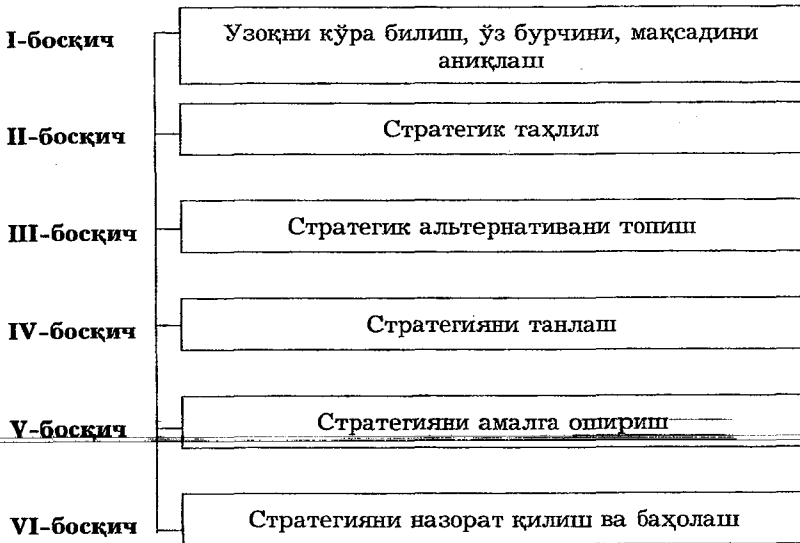 I-босқич
Узоқни кўра билиш, ўз бурчини, мақсадини
аниқлаш
II-босқич
Стратегик таҳлил
III-босқич
Стратегик альтернативани топиш
IV-босқич
Стратегияни танлаш
V-босқич
Стратегияни амалга ошириш
VI-босқич
Стратегияни назорат қилиш ва баҳолаш